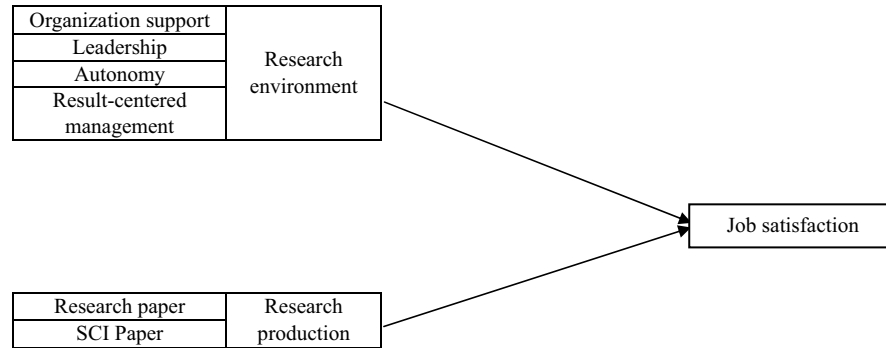 Organization support
Leadership
Autonomy
Result-centered
management
Research
environment
Job satisfaction
Research paper
SCI Paper
Research
production